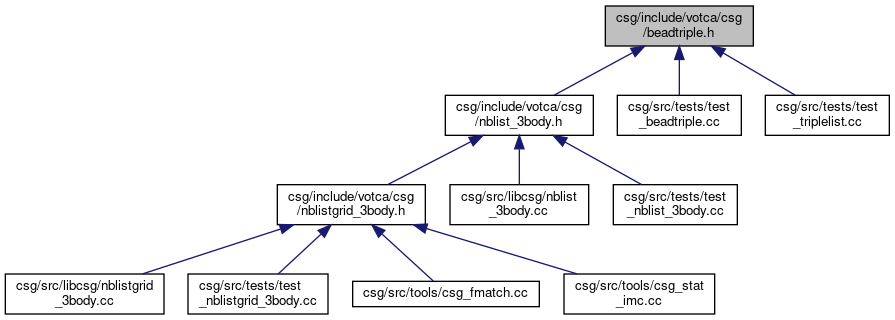 csg/include/votca/csg
/beadtriple.h
csg/include/votca/csg
/nblist_3body.h
csg/src/tests/test
_beadtriple.cc
csg/src/tests/test
_triplelist.cc
csg/include/votca/csg
/nblistgrid_3body.h
csg/src/libcsg/nblist
_3body.cc
csg/src/tests/test
_nblist_3body.cc
csg/src/libcsg/nblistgrid
_3body.cc
csg/src/tests/test
_nblistgrid_3body.cc
csg/src/tools/csg_fmatch.cc
csg/src/tools/csg_stat
_imc.cc